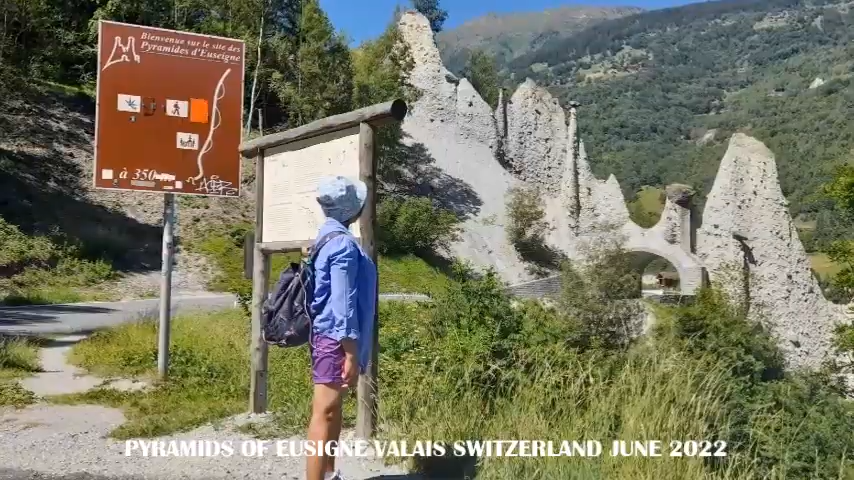 Bienvenue sur le site des
Pyramides d'Euseigne
à 350 m
PYRAMIDS OF EUSIGNE VALAIS SWITZERLAND JUNE 2022